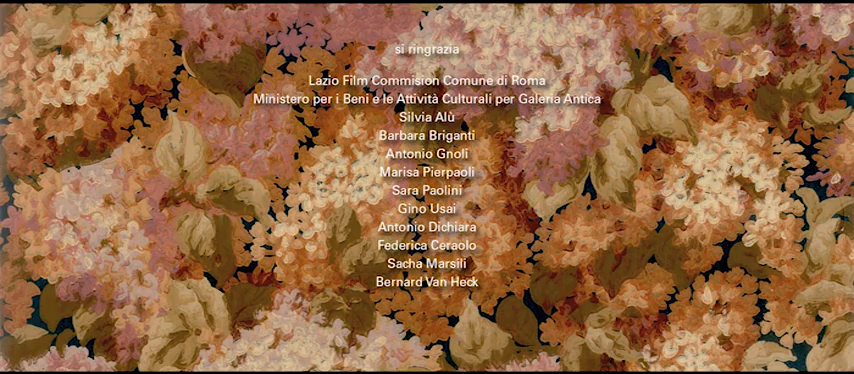 si ringrazia
Lazio Film Commision Comune di Roma
Ministero per i Beni e le Attività Culturali per Galeria Antica
Silvia Alù
Barbara Briganti
Antonio Gnoli
Marisa Pierpaoli
Sara Paolini
Gino Usai
Antonio Dichiara
Federica Ceraolo
Sacha Marsili
Bernard Van Heck